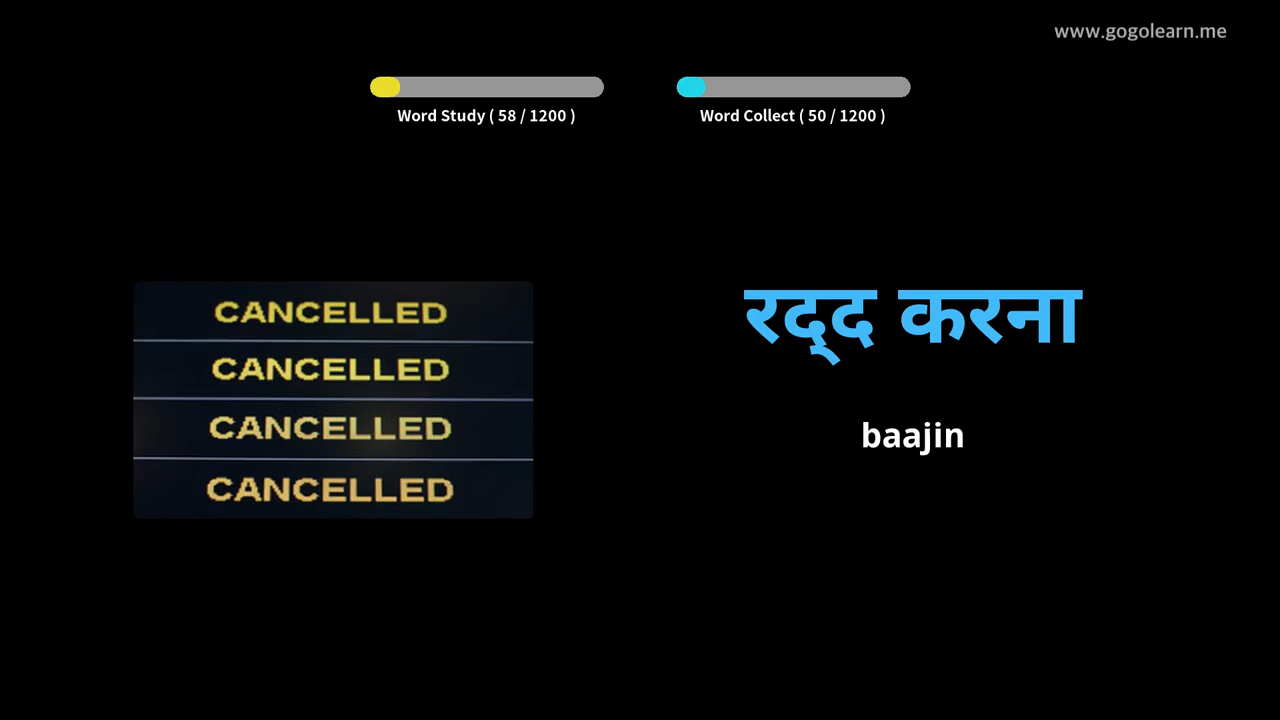 www.gogolearn.me
Word Study ( 58 / 1200 )
Word Collect ( 50 / 1200 )
CANCELLED
CANCELLED
CANCELLED
CANCELLED
रद्‌द करना
baajin